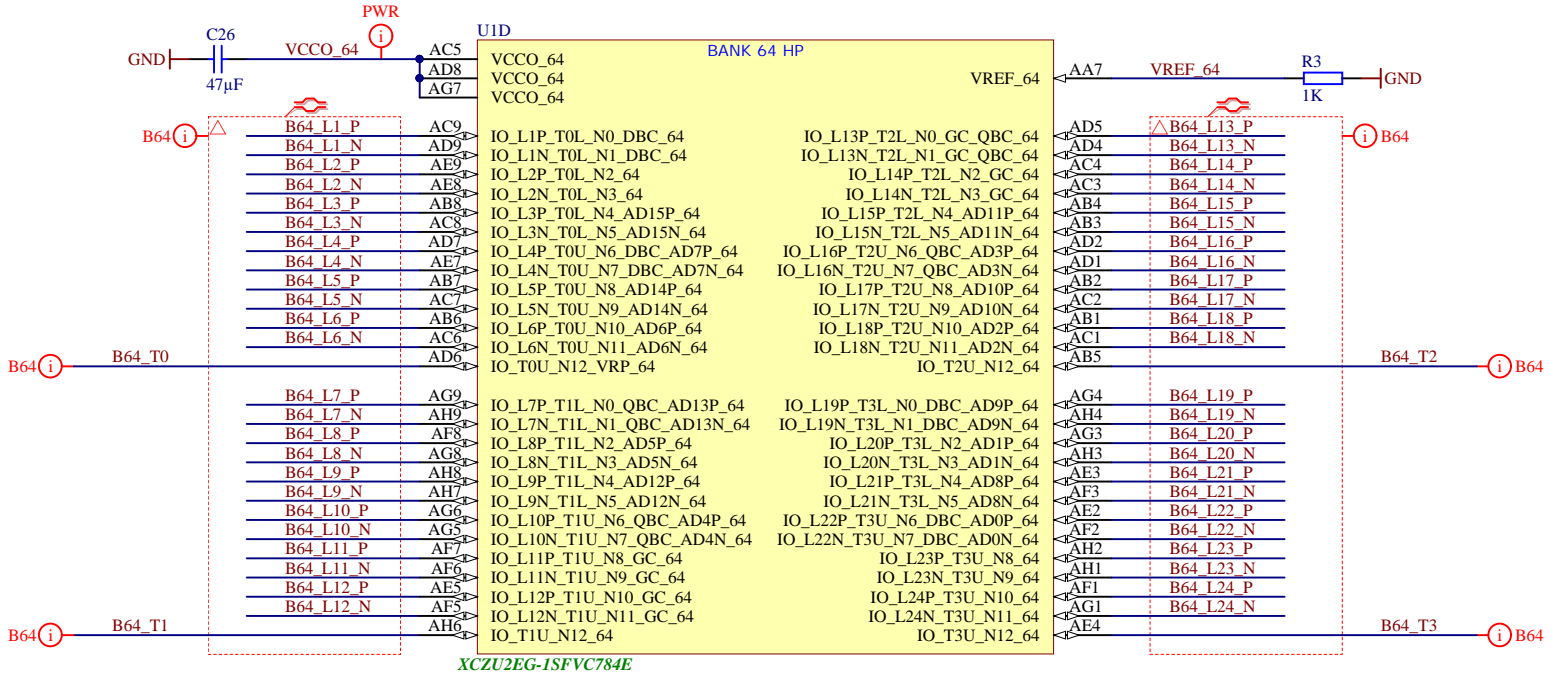 PWR
C26
GND
VCCO_64
47µF
U1D
BANK 64 HP
AC5 VCCO_64
AD8 VCCO_64
AG7 VCCO_64
VREF_64 AA7 VREF_64
R3
1K
GND
B64
B64_L1_P AC9 IO_L1P_T0L_N0_DBC_64
B64_L1_N AD9 IO_L1N_T0L_N1_DBC_64
B64_L2_P AE9 IO_L2P_T0L_N2_64
B64_L2_N AE8 IO_L2N_T0L_N3_64
B64_L3_P AB8 IO_L3P_T0L_N4_AD15P_64
B64_L3_N AC8 IO_L3N_T0L_N5_AD15N_64
B64_L4_P AD7 IO_L4P_T0U_N6_DBC_AD7P_64
B64_L4_N AE7 IO_L4N_T0U_N7_DBC_AD7N_64
B64_L5_P AB7 IO_L5P_T0U_N8_AD14P_64
B64_L5_N AC7 IO_L5N_T0U_N9_AD14N_64
B64_L6_P AB6 IO_L6P_T0U_N10_AD6P_64
B64_L6_N AC6 IO_L6N_T0U_N11_AD6N_64
B64 B64_T0 AD6 IO_T0U_N12_VRP_64
B64_L7_P AG9 IO_L7P_T1L_N0_QBC_AD13P_64
B64_L7_N AH9 IO_L7N_T1L_N1_QBC_AD13N_64
B64_L8_P AF8 IO_L8P_T1L_N2_AD5P_64
B64_L8_N AG8 IO_L8N_T1L_N3_AD5N_64
B64_L9_P AH8 IO_L9P_T1L_N4_AD12P_64
B64_L9_N AH7 IO_L9N_T1L_N5_AD12N_64
B64_L10_P AG6 IO_L10P_T1U_N6_QBC_AD4P_64
B64_L10_N AG5 IO_L10N_T1U_N7_QBC_AD4N_64
B64_L11_P AF7 IO_L11P_T1U_N8_GC_64
B64_L11_N AF6 IO_L11N_T1U_N9_GC_64
B64_L12_P AE5 IO_L12P_T1U_N10_GC_64
B64_L12_N AF5 IO_L12N_T1U_N11_GC_64
B64 B64_T1 AH6 IO_T1U_N12_64
IO_L13P_T2L_N0_GC_QBC_64 AD5 B64_L13_P
B64
IO_L13N_T2L_N1_GC_QBC_64 AD4 B64_L13_N
IO_L14P_T2L_N2_GC_64 AC4 B64_L14_P
IO_L14N_T2L_N3_GC_64 AC3 B64_L14_N
IO_L15P_T2L_N4_AD11P_64 AB4 B64_L15_P
IO_L15N_T2L_N5_AD11N_64 AB3 B64_L15_N
IO_L16P_T2U_N6_QBC_AD3P_64 AD2 B64_L16_P
IO_L16N_T2U_N7_QBC_AD3N_64 AD1 B64_L16_N
IO_L17P_T2U_N8_AD10P_64 AB2 B64_L17_P
IO_L17N_T2U_N9_AD10N_64 AC2 B64_L17_N
IO_L18P_T2U_N10_AD2P_64 AB1 B64_L18_P
IO_L18N_T2U_N11_AD2N_64 AC1 B64_L18_N
IO_T2U_N12_64 AB5 B64_T2 B64
IO_L19P_T3L_N0_DBC_AD9P_64 AG4 B64_L19_P
IO_L19N_T3L_N1_DBC_AD9N_64 AH4 B64_L19_N
IO_L20P_T3L_N2_AD1P_64 AG3 B64_L20_P
IO_L20N_T3L_N3_AD1N_64 AH3 B64_L20_N
IO_L21P_T3L_N4_AD8P_64 AE3 B64_L21_P
IO_L21N_T3L_N5_AD8N_64 AF3 B64_L21_N
IO_L22P_T3U_N6_DBC_AD0P_64 AE2 B64_L22_P
IO_L22N_T3U_N7_DBC_AD0N_64 AF2 B64_L22_N
IO_L23P_T3U_N8_64 AH2 B64_L23_P
IO_L23N_T3U_N9_64 AH1 B64_L23_N
IO_L24P_T3U_N10_64 AF1 B64_L24_P
IO_L24N_T3U_N11_64 AG1 B64_L24_N
IO_T3U_N12_64 AE4 B64_T3 B64
XCZU2EG-1SFVC784E